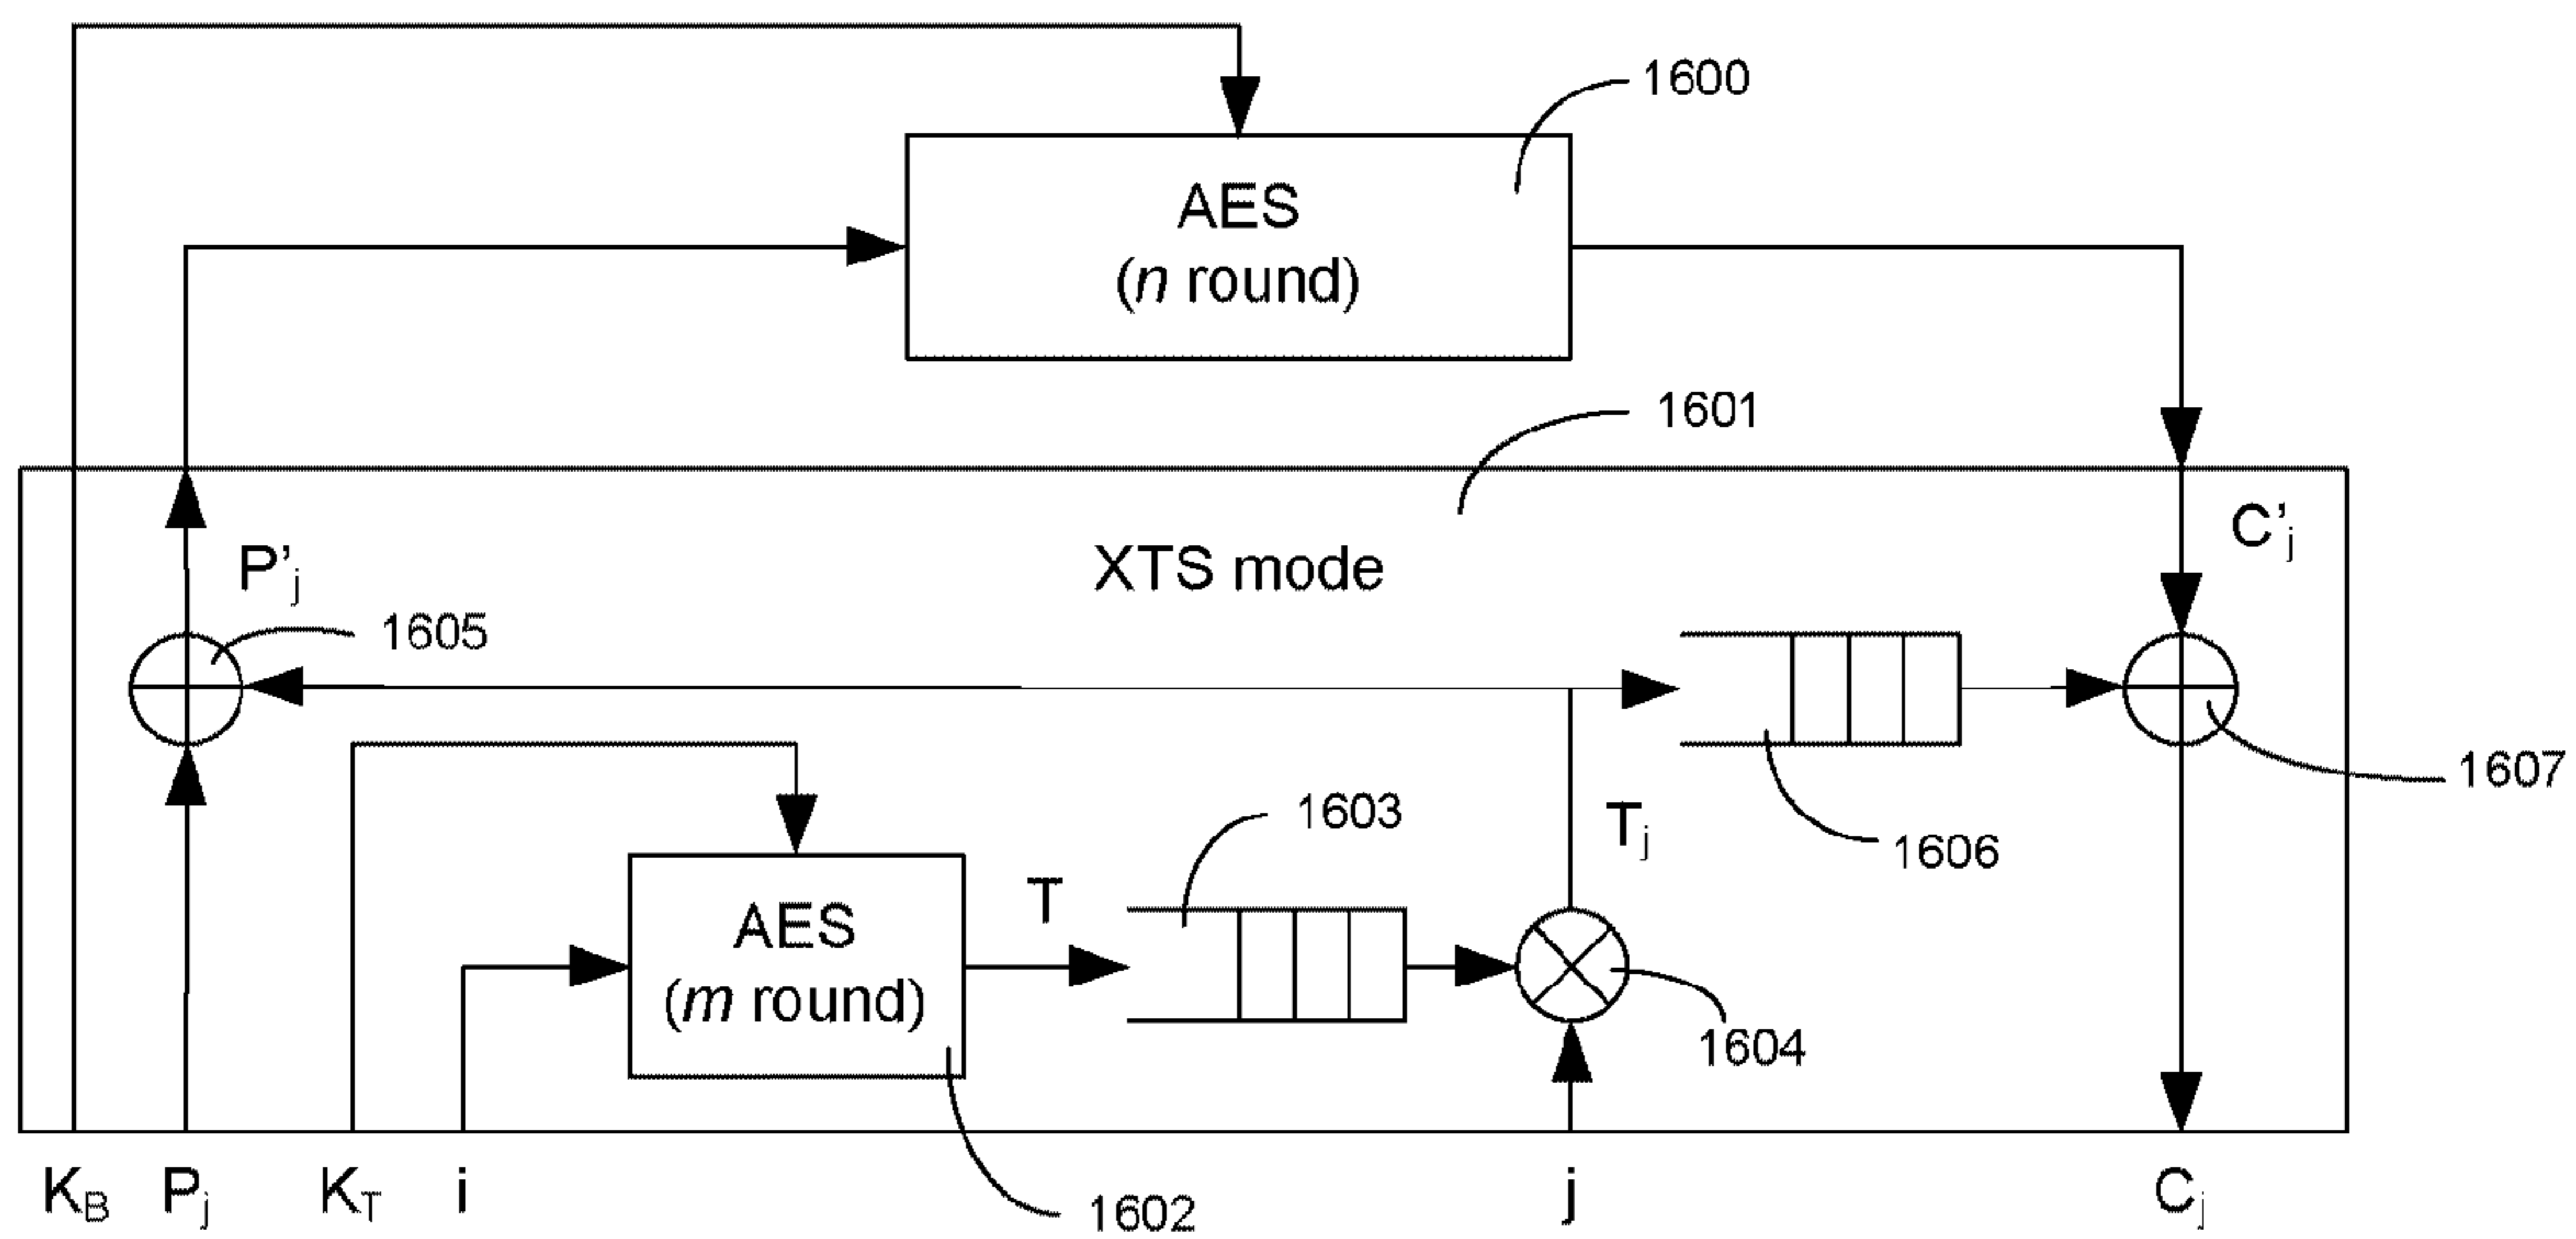 1600
AES
(n round)
1601
XTS mode
C'j
P'j
1605
1607
1603
Tj
1606
T
AES
(m round)
1604
1602
KB
Pj
KT
i
j
Cj